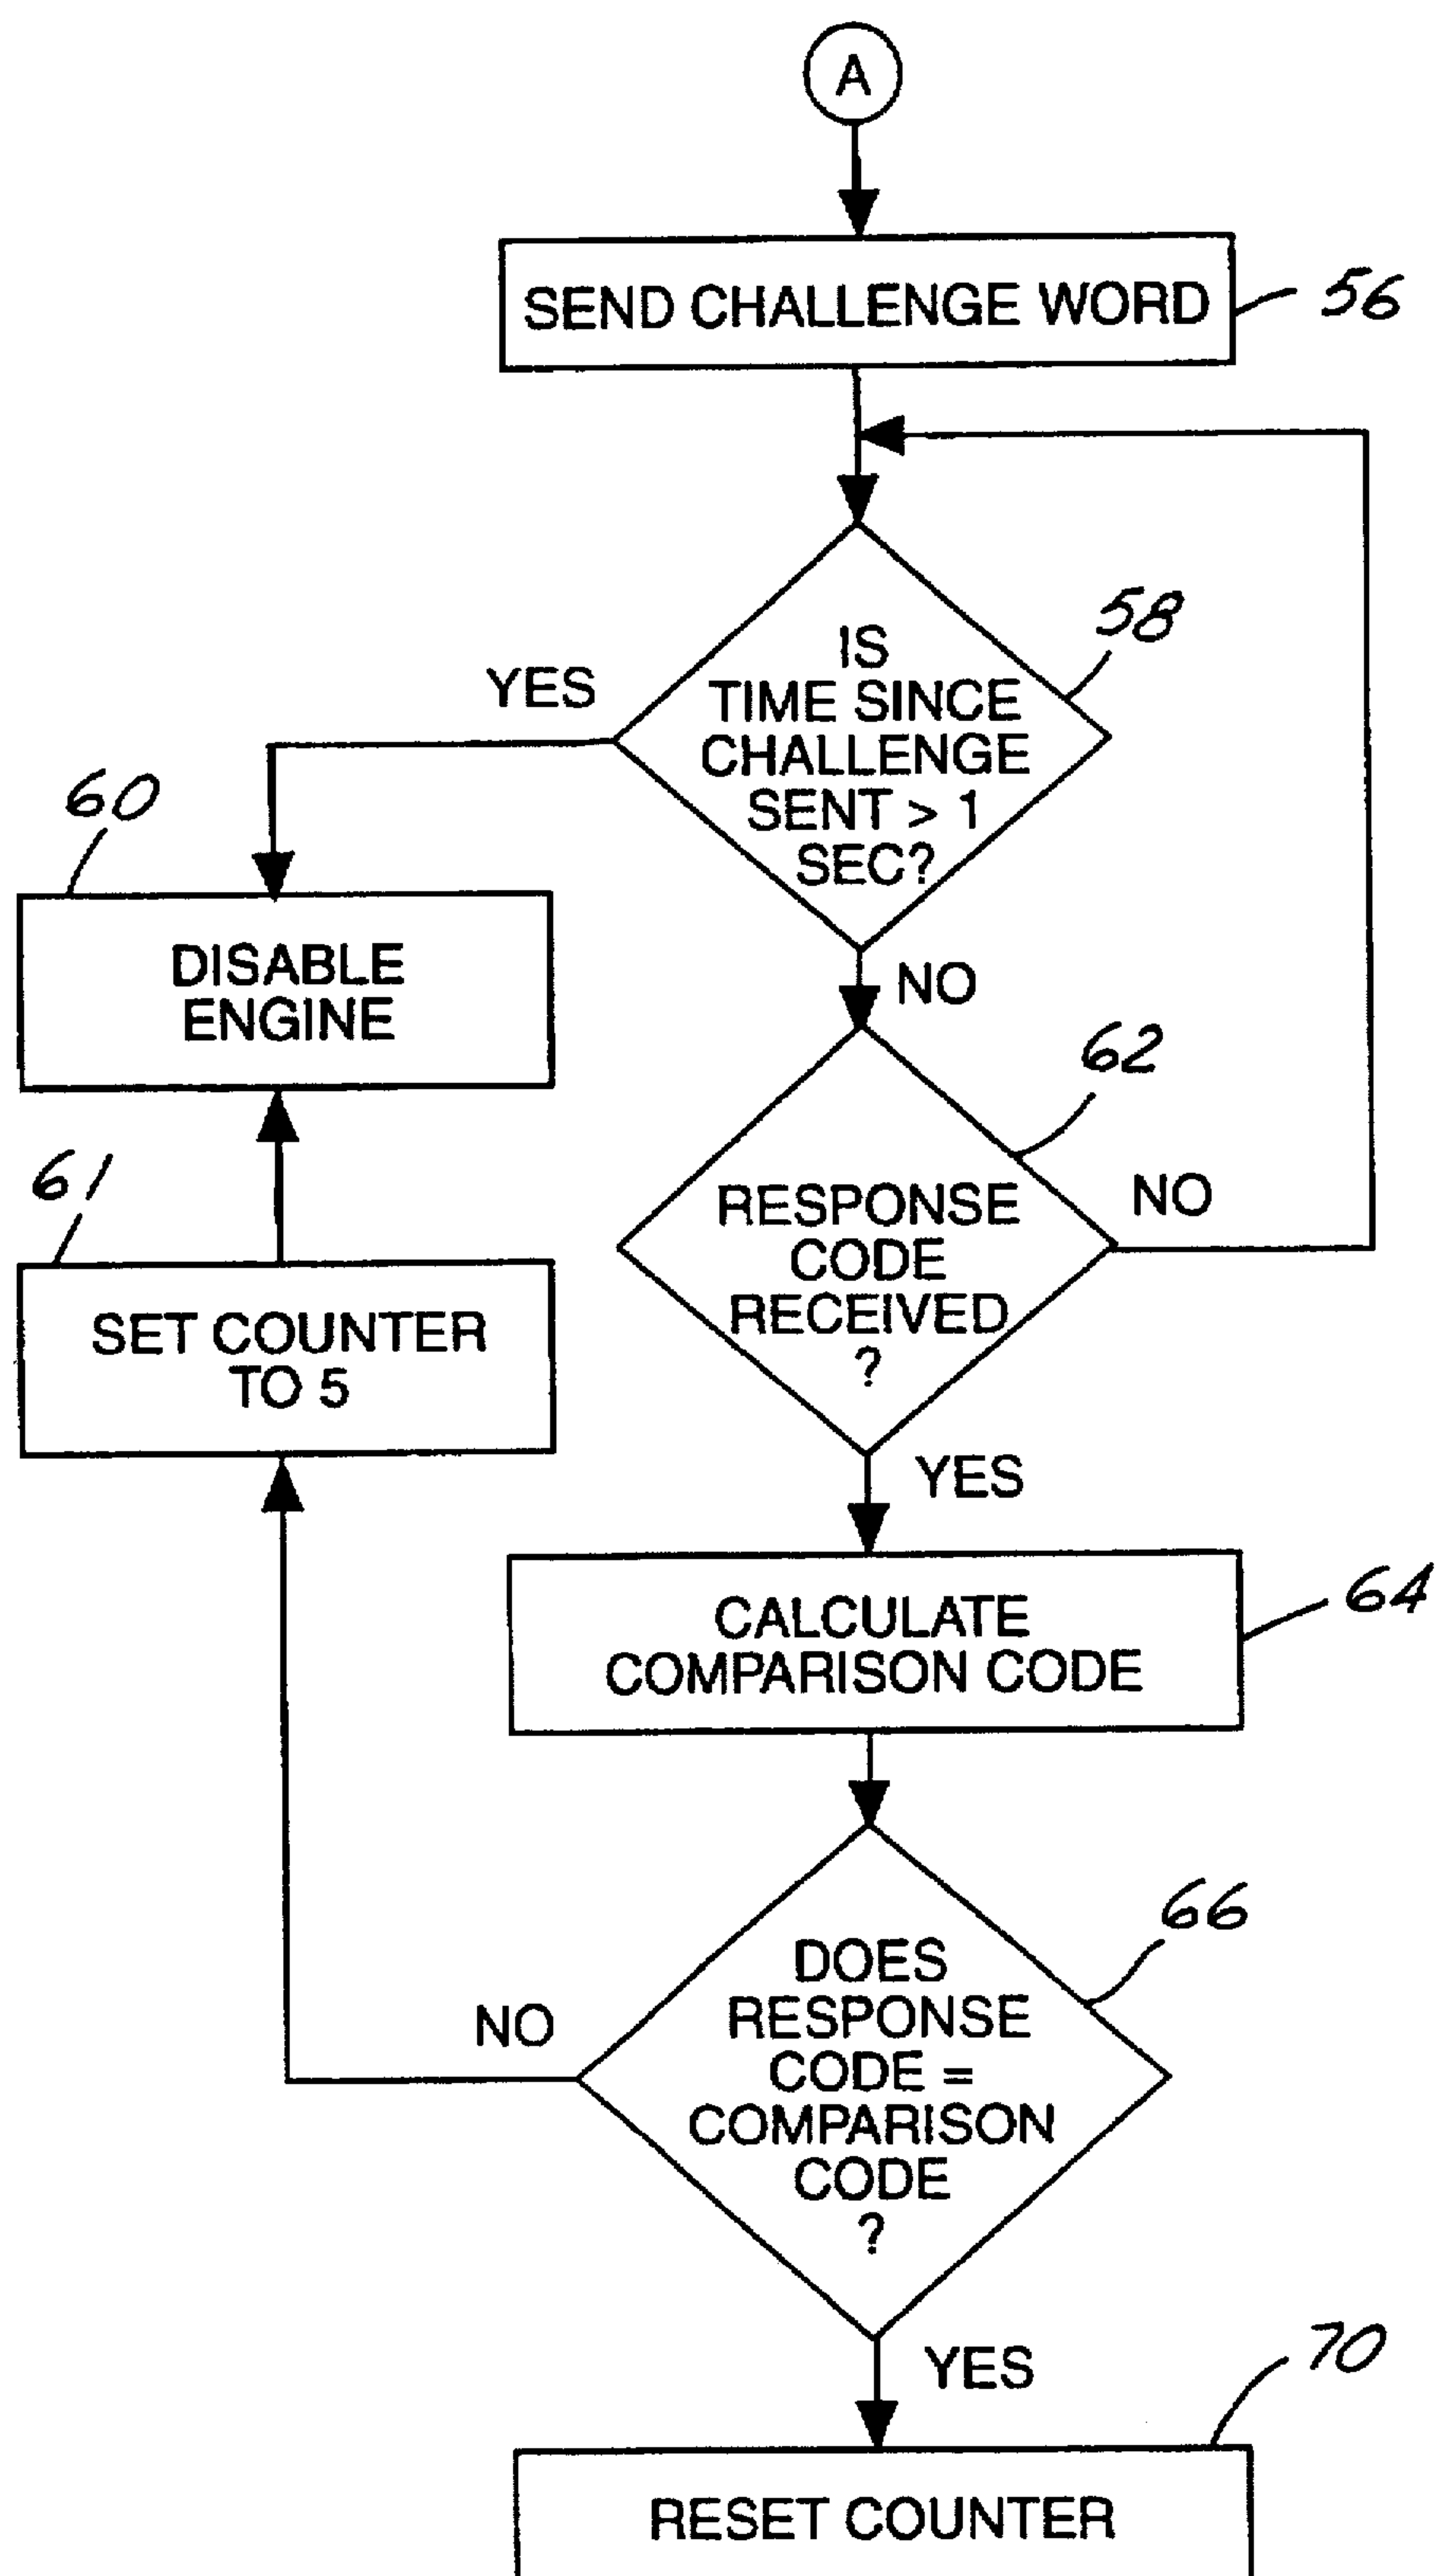 A
SEND CHALLENGE WORD
56
IS
TIME SINCE
CHALLENGE
SENT > 1
SEC?
58
YES
60
DISABLE
ENGINE
NO
62
RESPONSE
CODE
RECEIVED
?
NO
61
SET COUNTER
TO 5
YES
CALCULATE
COMPARISON CODE
64
66
DOES
RESPONSE
CODE =
COMPARISON
CODE
?
NO
YES
70
RESET COUNTER